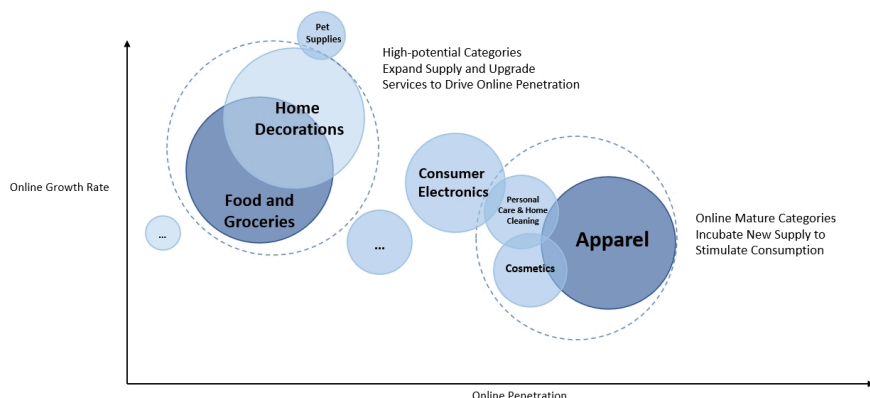 Pet
Supplies
High-potential Categories
Expand Supply and Upgrade
Services to Drive Online Penetration
Home
Decorations
Consumer
Electronics
Online Growth Rate
Food and
Groceries
Personal
Care & Home
Cleaning
Online Mature Categories
Incubate New Supply to
Stimulate Consumption
...
...
Apparel
Cosmetics
Online Penetration